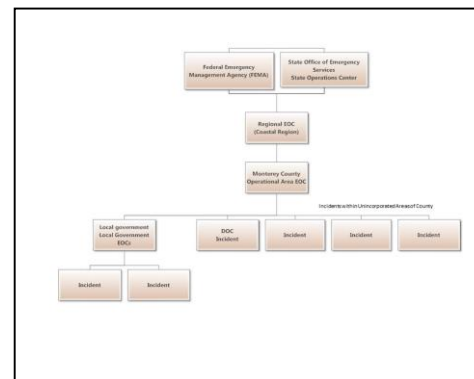 Federal Emergency
Management Agency (FEMA)
State Office of Emergency
Services
State Operations Center
Regional EOC
(Coastal Region)
Monterey County
Operational Area EOC
Incidents within Unincorporated Areas of County
Local government
Local Government
EOCs
DOC
Incident
Incident
Incident
Incident
Incident
Incident